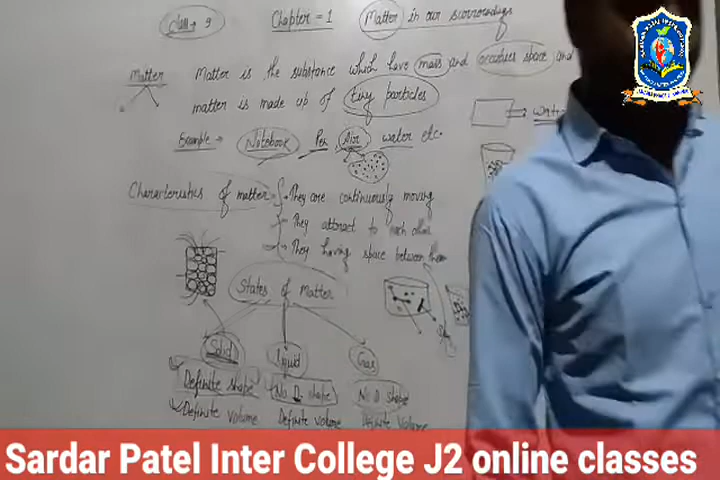 Class → 9 Chapter = 1 Matter in our surroundings
Matter Matter is the substance which have mass and occupies space and
matter is made up of tiny particles
Example → Notebook Pen Air water etc.
Characteristics of matter → They are continuously moving
→ They attract to each other
→ They having space between them
States of Matter
Solid Liquid Gas
Definite shape No D. shape No D shape
Definite volume Definite volume Definite volume
Sardar Patel Inter College J2 online classes